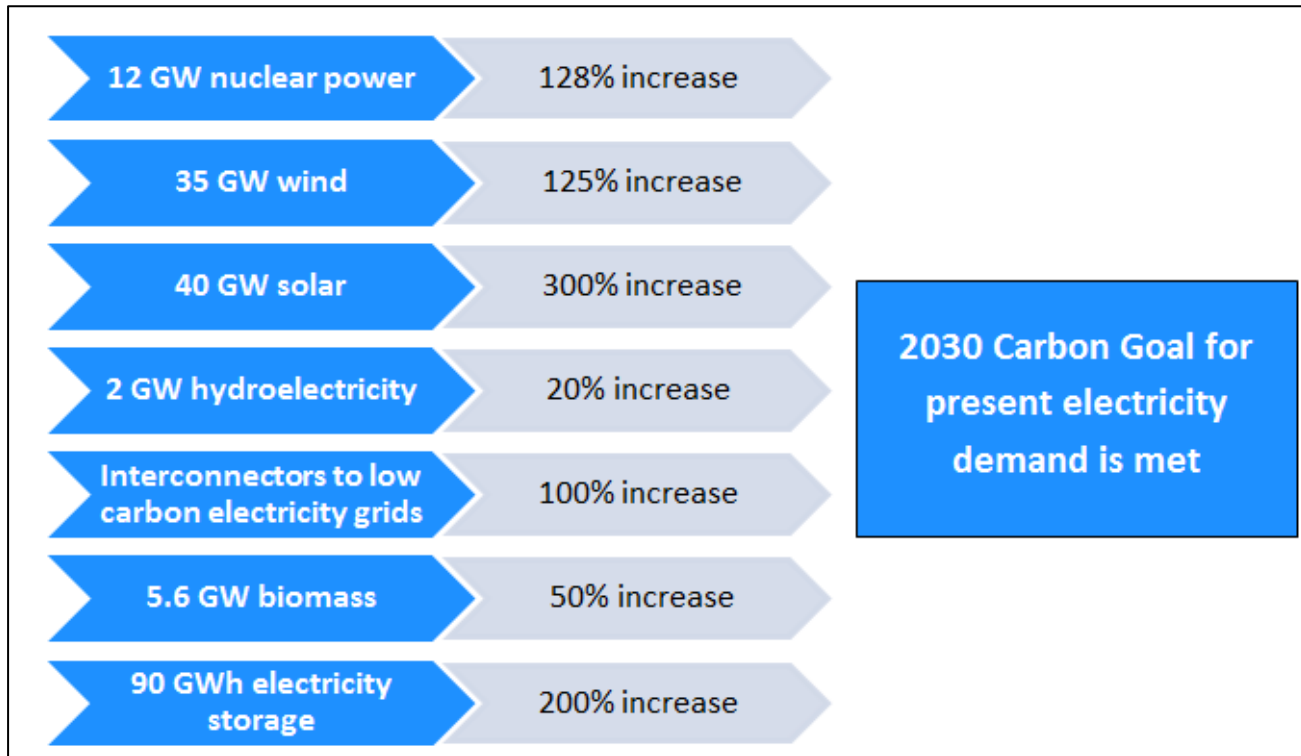 12 GW nuclear power
128% increase
35 GW wind
125% increase
40 GW solar
300% increase
2 GW hydroelectricity
20% increase
Interconnectors to low
carbon electricity grids
100% increase
5.6 GW biomass
50% increase
90 GWh electricity
storage
200% increase
2030 Carbon Goal for
present electricity
demand is met